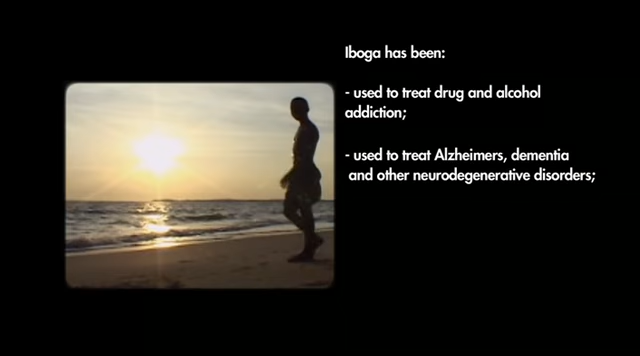 Iboga has been:
- used to treat drug and alcohol
addiction;
- used to treat Alzheimers, dementia
and other neurodegenerative disorders;